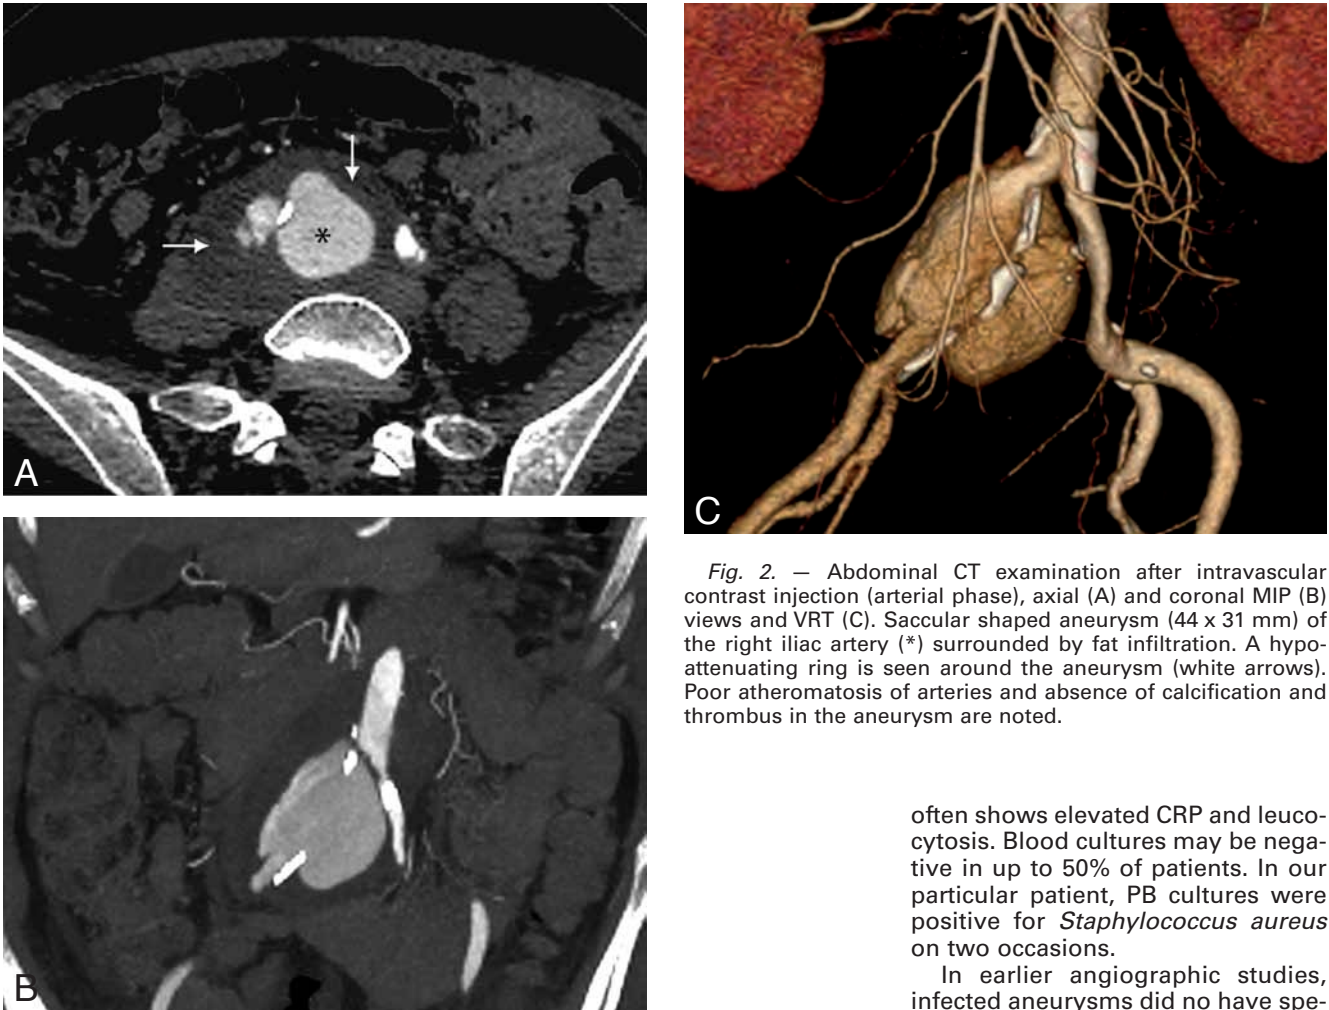 A
*
B
C
Fig. 2. — Abdominal CT examination after intravascular
contrast injection (arterial phase), axial (A) and coronal MIP (B)
views and VRT (C). Saccular shaped aneurysm (44 x 31 mm) of
the right iliac artery (*) surrounded by fat infiltration. A hypo-
attenuating ring is seen around the aneurysm (white arrows).
Poor atheromatosis of arteries and absence of calcification and
thrombus in the aneurysm are noted.
often shows elevated CRP and leuco-
cytosis. Blood cultures may be nega-
tive in up to 50% of patients. In our
particular patient, PB cultures were
positive for Staphylococcus aureus
on two occasions.
In earlier angiographic studies,
infected aneurysms did no have spe-